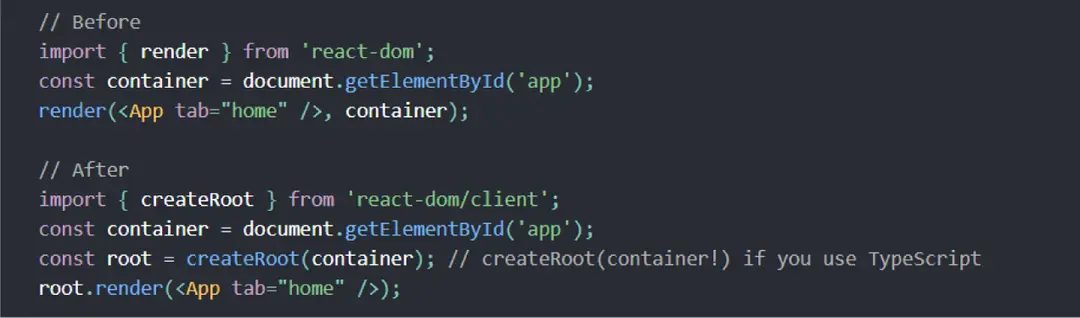 // Before
import { render } from 'react-dom';
const container = document.getElementById('app');
render(<App tab="home" />, container);
// After
import { createRoot } from 'react-dom/client';
const container = document.getElementById('app');
const root = createRoot(container); // createRoot(container!) if you use TypeScript
root.render(<App tab="home" />);